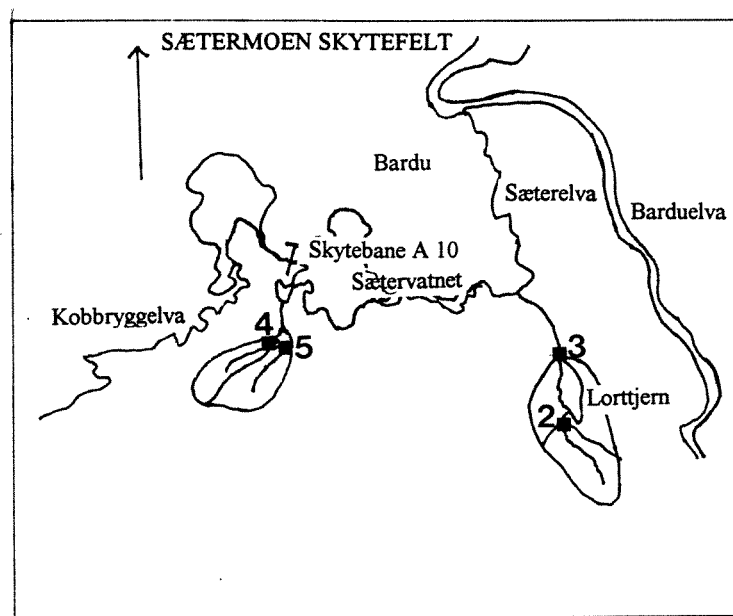 SÆTERMOEN SKYTEFELT
Bardu
Sæterelva
Barduelva
Skytebane A 10
Sætervatnet
Kobbryggelva
4
5
3
Lorttjern
2